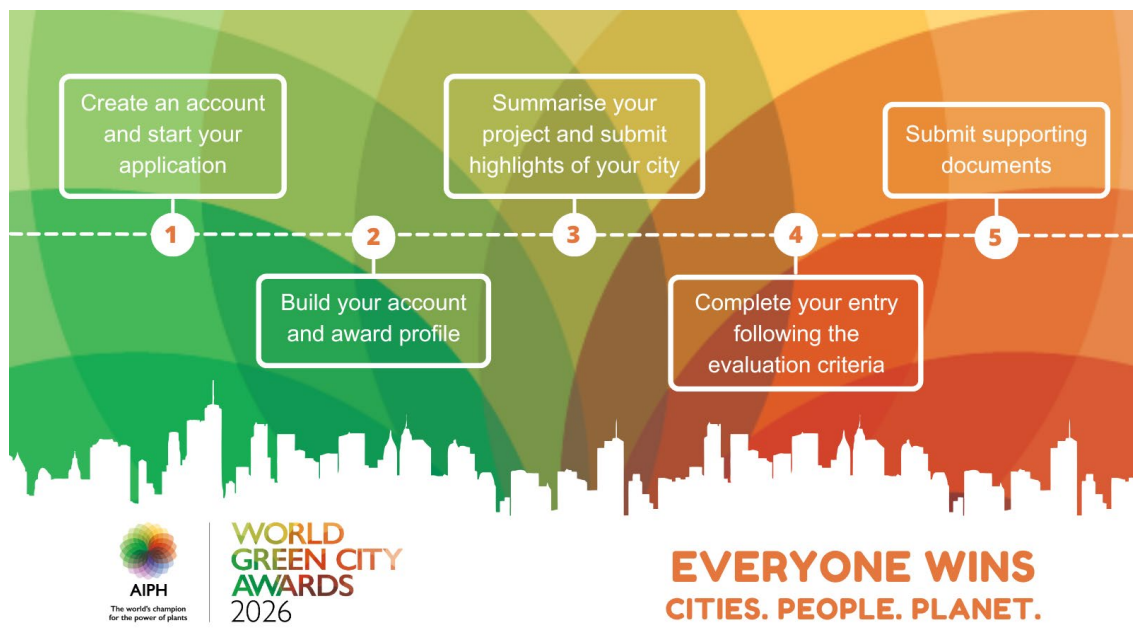 Create an account
and start your
application
1
2
Build your account
and award profile
Summarise your
project and submit
highlights of your city
3
4
Complete your entry
following the
evaluation criteria
Submit supporting
documents
5
AIPH
The world's champion
for the power of plants
WORLD
GREEN CITY
AWARDS
2026
EVERYONE WINS
CITIES. PEOPLE. PLANET.